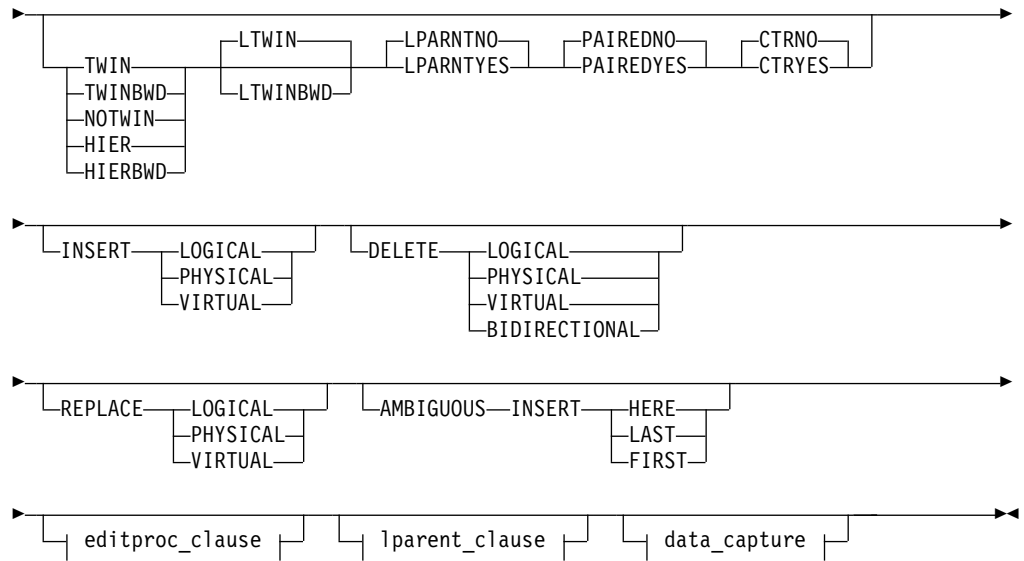 LTWIN LPARNTNO PAIREDNO CTRNO
TWIN LPARNTYES PAIREDYES CTRYES
TWINBWD LTWINBWD
NOTWIN
HIER
HIERBWD
INSERT LOGICAL DELETE LOGICAL
PHYSICAL PHYSICAL
VIRTUAL VIRTUAL
BIDIRECTIONAL
REPLACE LOGICAL AMBIGUOUS INSERT HERE
PHYSICAL LAST
VIRTUAL FIRST
editproc_clause lparent_clause data_capture